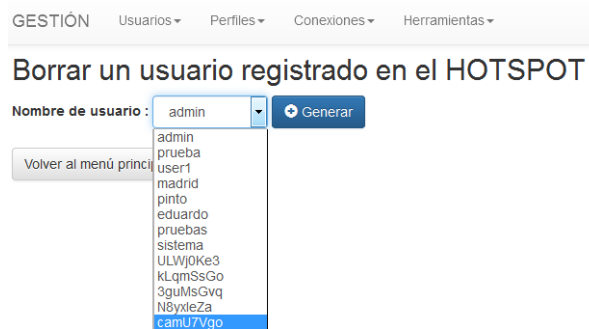 GESTIÓN Usuarios Perfiles Conexiones Herramientas
Borrar un usuario registrado en el HOTSPOT
Nombre de usuario : admin Generar
admin
prueba
Volver al menú princi
user1
madrid
pinto
eduardo
pruebas
sistema
ULWj0Ke3
kLqmSsGo
3guMsGvq
N8yxleZa
camU7Vgo